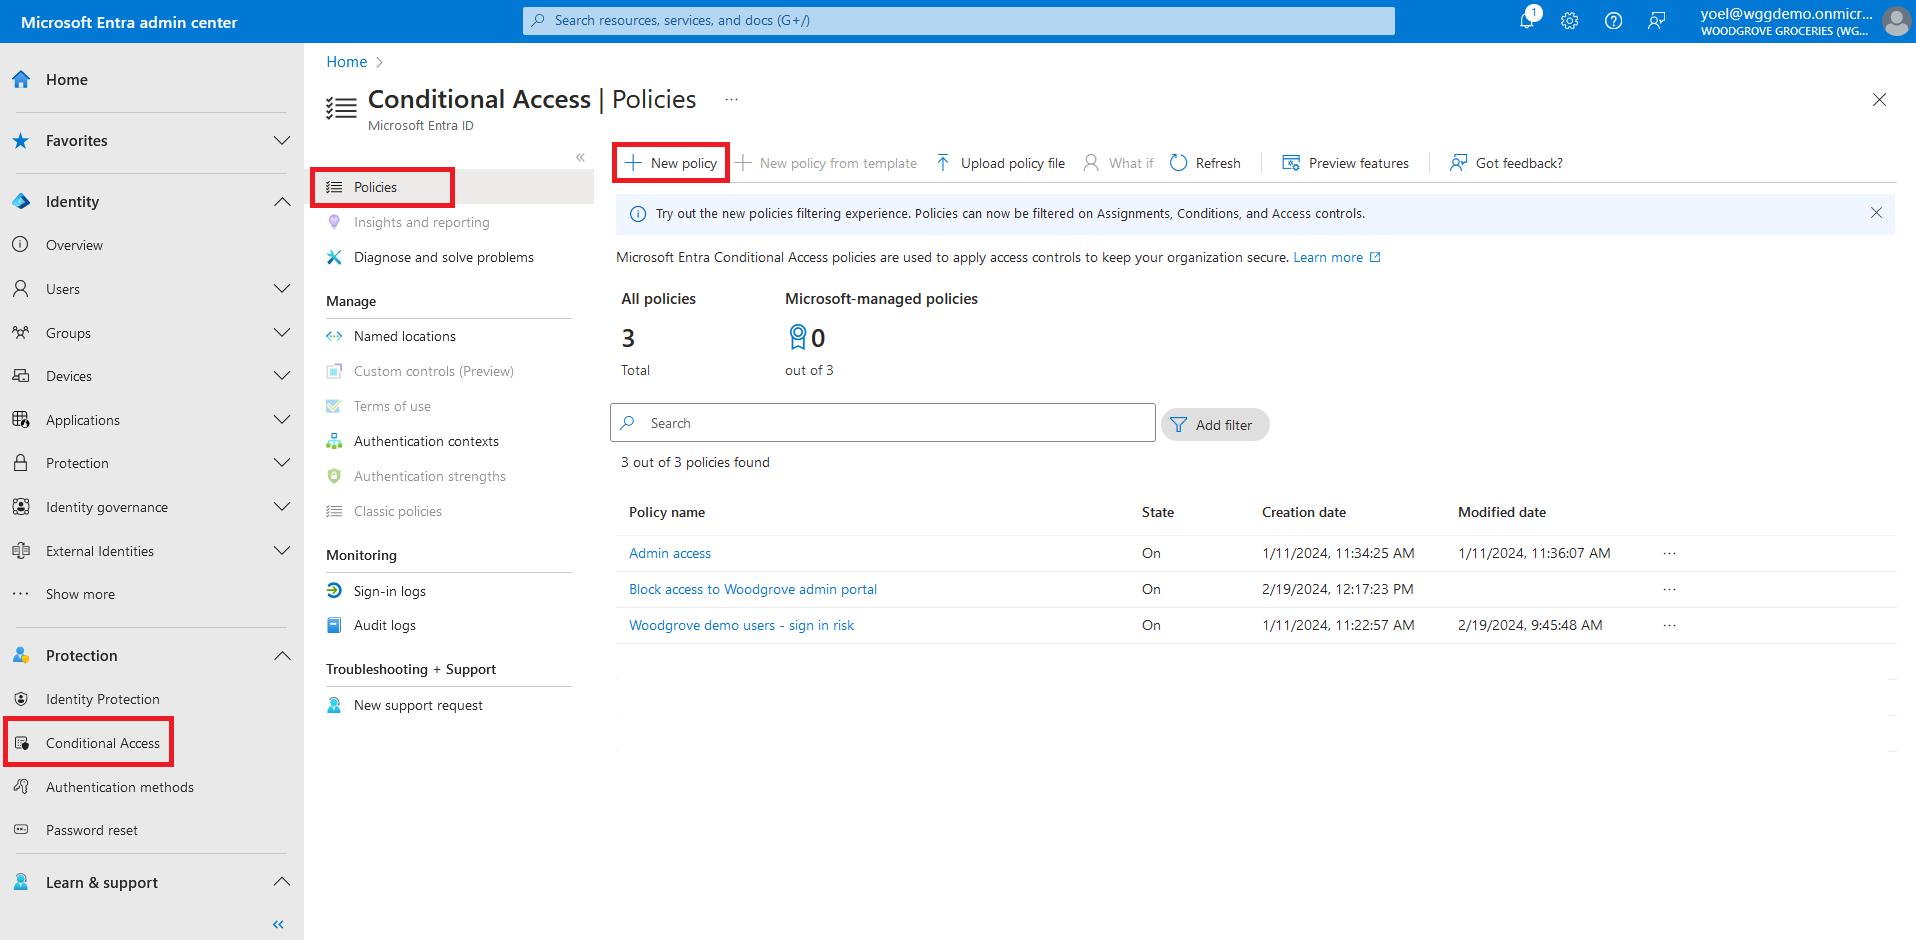 Microsoft Entra admin center
Search resources, services, and docs (G+/)
1
yoel@wggdemo.onmicr...
WOODGROVE GROCERIES (WG...
Home
Favorites
Identity
Overview
Users
Groups
Devices
Applications
Protection
Identity governance
External Identities
Show more
Protection
Identity Protection
Conditional Access
Authentication methods
Password reset
Learn & support
Home
Conditional Access | Policies
Microsoft Entra ID
Policies
Insights and reporting
Diagnose and solve problems
Manage
Named locations
Custom controls (Preview)
Terms of use
Authentication contexts
Authentication strengths
Classic policies
Monitoring
Sign-in logs
Audit logs
Troubleshooting + Support
New support request
New policy
New policy from template
Upload policy file
What if
Refresh
Preview features
Got feedback?
Try out the new policies filtering experience. Policies can now be filtered on Assignments, Conditions, and Access controls.
Microsoft Entra Conditional Access policies are used to apply access controls to keep your organization secure. Learn more
All policies
3
Total
Microsoft-managed policies
0
out of 3
Search
Add filter
3 out of 3 policies found
Policy name State Creation date Modified date
Admin access On 1/11/2024, 11:34:25 AM 1/11/2024, 11:36:07 AM
Block access to Woodgrove admin portal On 2/19/2024, 12:17:23 PM
Woodgrove demo users - sign in risk On 1/11/2024, 11:22:57 AM 2/19/2024, 9:45:48 AM